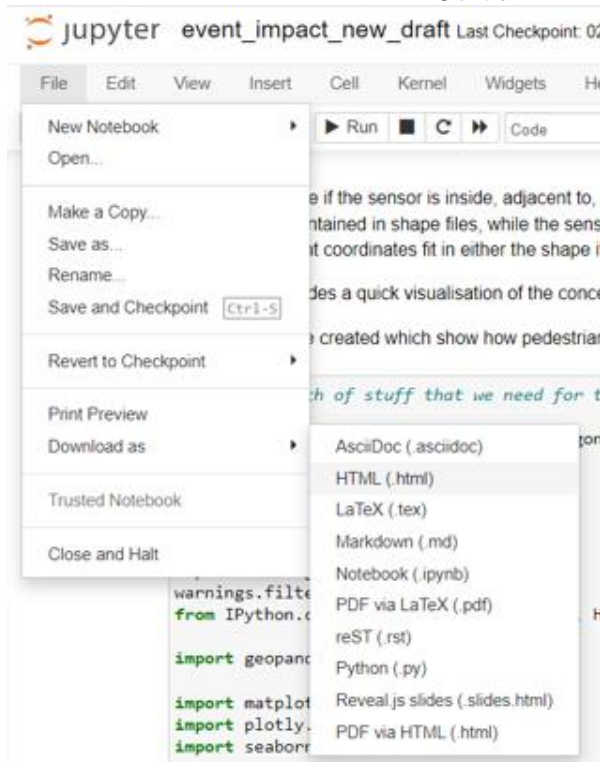 jupyter event_impact_new_draft Last Checkpoint: 02
File Edit View Insert Cell Kernel Widgets He
New Notebook
Run Code
Open...
e if the sensor is inside, adjacent to,
Make a Copy...
ntained in shape files, while the sens
Save as...
nt coordinates fit in either the shape i
Rename...
des a quick visualisation of the conce
Save and Checkpoint Ctrl-S
created which show how pedestrian
Revert to Checkpoint
ch of stuff that we need for t
Print Preview
Download as
AsciiDoc (.asciidoc)
gon
HTML (.html)
Trusted Notebook
LaTeX (.tex)
Markdown (.md)
Close and Halt
Notebook (.ipynb)
warnings.filte
PDF via LaTeX (.pdf)
from IPython.
reST (.rst)
import geopand
Python (.py)
import matplot
Reveal.js slides (.slides.html)
import plotly.
PDF via HTML (.html)
import seaborn